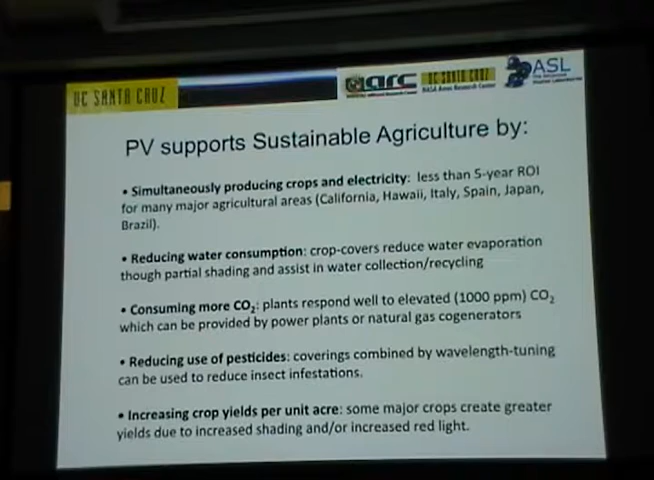 UC SANTA CRUZ
arc
UC SANTA CRUZ
NASA Ames Research Center
ASL
PV supports Sustainable Agriculture by:
• Simultaneously producing crops and electricity: less than 5-year ROI
for many major agricultural areas (California, Hawaii, Italy, Spain, Japan,
Brazil).
• Reducing water consumption: crop-covers reduce water evaporation
though partial shading and assist in water collection/recycling
• Consuming more CO₂: plants respond well to elevated (1000 ppm) CO₂
which can be provided by power plants or natural gas cogenerators
• Reducing use of pesticides: coverings combined by wavelength-tuning
can be used to reduce insect infestations.
• Increasing crop yields per unit acre: some major crops create greater
yields due to increased shading and/or increased red light.